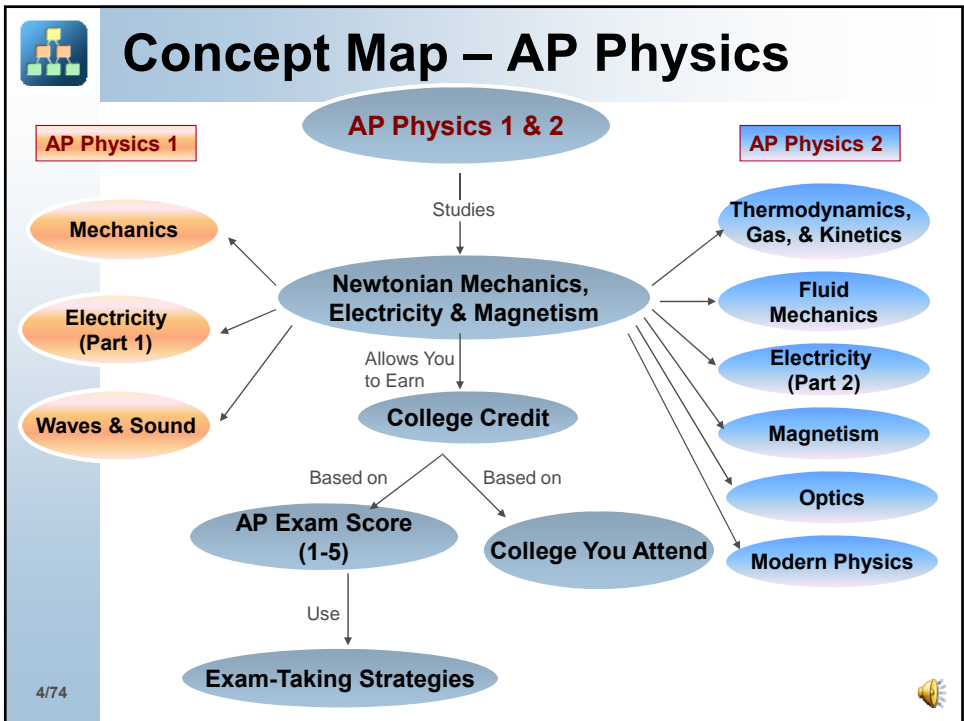 Concept Map – AP Physics
AP Physics 1 & 2
AP Physics 1
AP Physics 2
Studies
Mechanics
Electricity
(Part 1)
Waves & Sound
Newtonian Mechanics,
Electricity & Magnetism
Thermodynamics,
Gas, & Kinetics
Fluid
Mechanics
Electricity
(Part 2)
Magnetism
Optics
Modern Physics
Allows You
to Earn
College Credit
Based on
Based on
AP Exam Score
(1-5)
College You Attend
Use
Exam-Taking Strategies
4/74